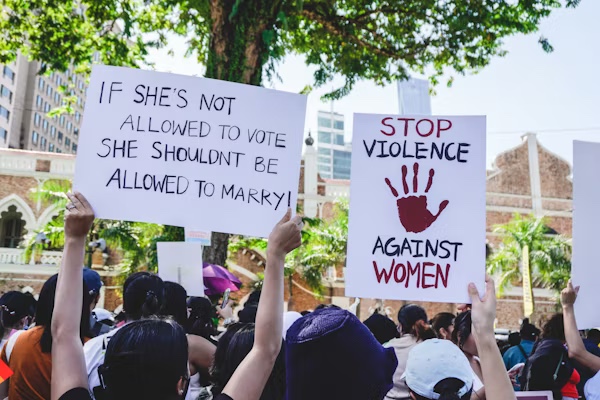 IF SHE'S NOT
ALLOWED TO VOTE
SHE SHOULDNT BE
ALLOWED TO MARRY!
STOP
VIOLENCE
AGAINST
WOMEN